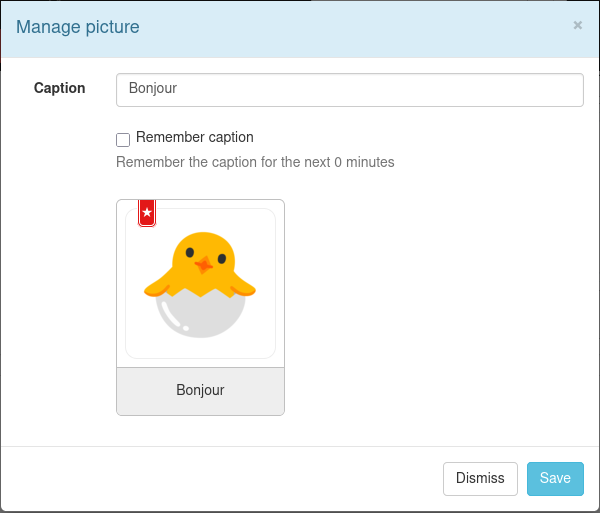 Manage picture
×
Caption
Bonjour
Remember caption
Remember the caption for the next 0 minutes
Bonjour
Dismiss
Save